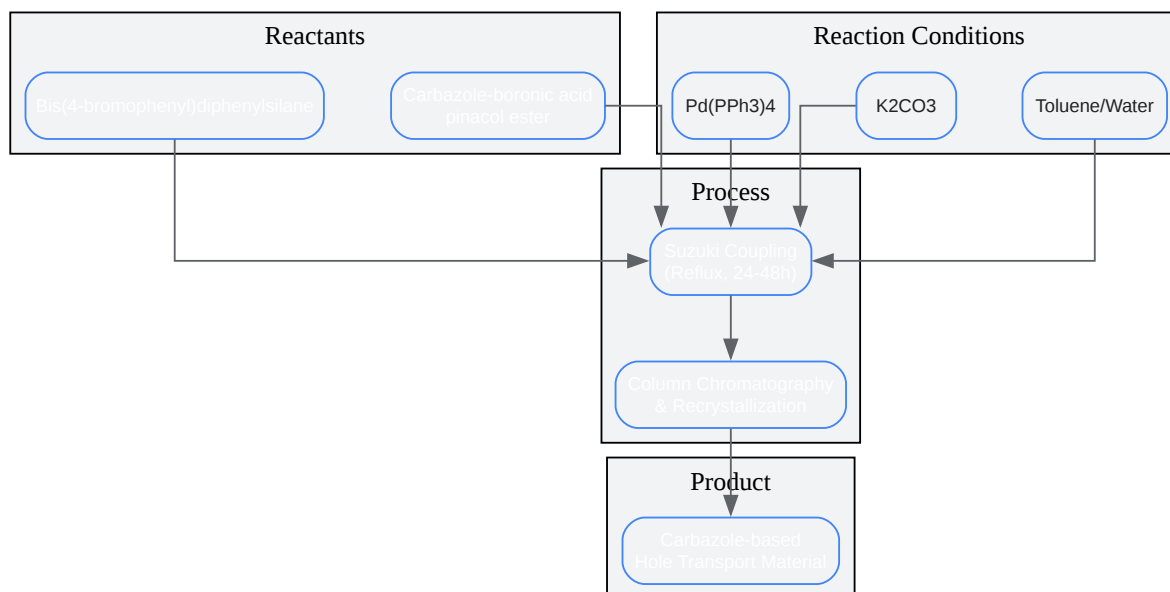 Reactants
Bis(4-bromophenyl)diphenylsilane
Carbazole-boronic acid
pinacol ester
Reaction Conditions
Pd(PPh3)4
K2CO3
Toluene/Water
Process
Suzuki Coupling
(Reflux, 24-48h)
Column Chromatography
& Recrystallization
Product
Carbazole-based
Hole Transport Material